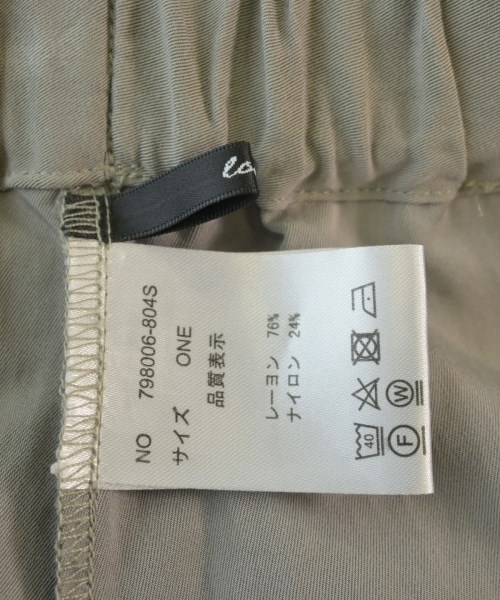 NO 798006-804S
サイズ ONE
品質表示
レーヨン 76%
ナイロン 24%
40
F W